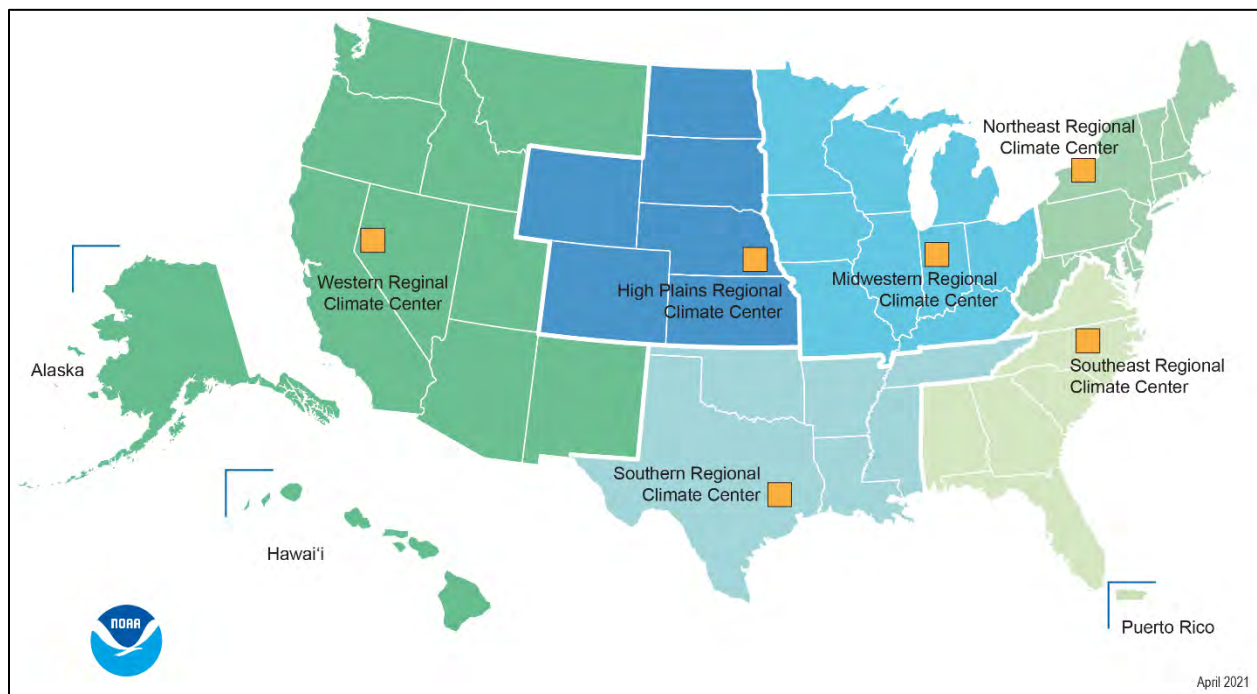 Northeast Regional
Climate Center
Western Reginal
Climate Center
High Plains Regional
Climate Center
Midwestern Regional
Climate Center
Alaska
Southeast Regional
Climate Center
Southern Regional
Climate Center
Hawai‘i
NOAA
Puerto Rico
April 2021